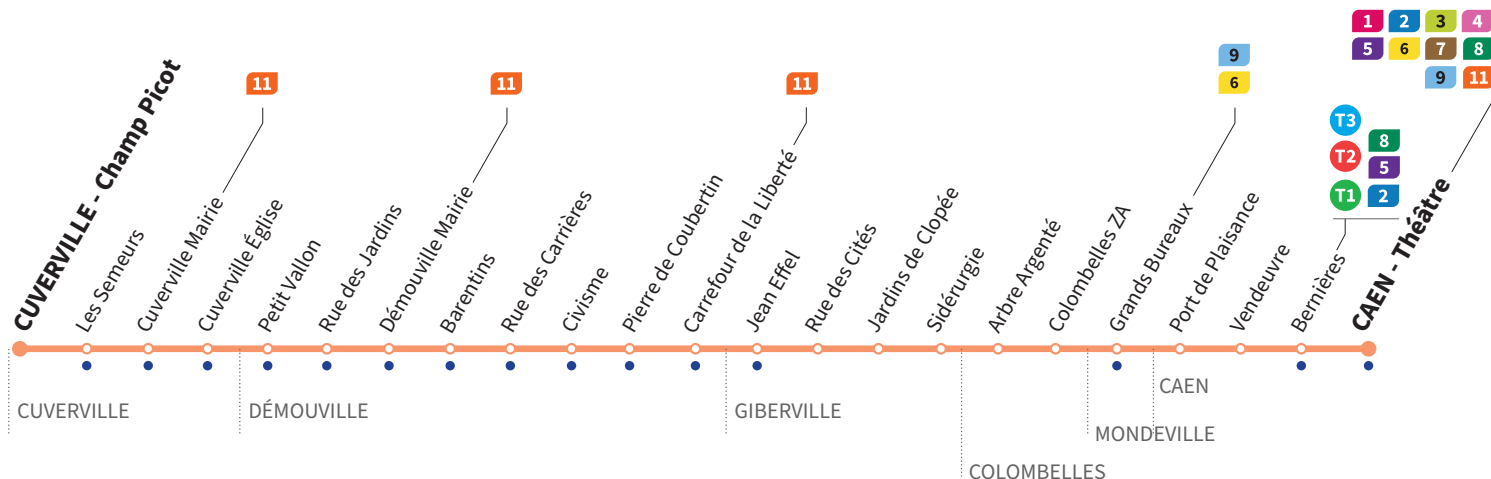 1 2 3 4
5 6 7 8
9 11
11
11
11
9
6
T3
T2
T1
8
5
2
CUVERVILLE - Champ Picot
Les Semeurs
Cuverville Mairie
Cuverville Église
Petit Vallon
Rue des Jardins
Démouville Mairie
Barentins
Rue des Carrières
Civisme
Pierre de Coubertin
Carrefour de la Liberté
Jean Effel
Rue des Cités
Jardins de Clopée
Sidérurgie
Arbre Argenté
Colombelles ZA
Grands Bureaux
Port de Plaisance
Vendeuvre
Bernières
CAEN - Théâtre
CUVERVILLE
DÉMOUVILLE
GIBERVILLE
COLOMBELLES
MONDEVILLE
CAEN